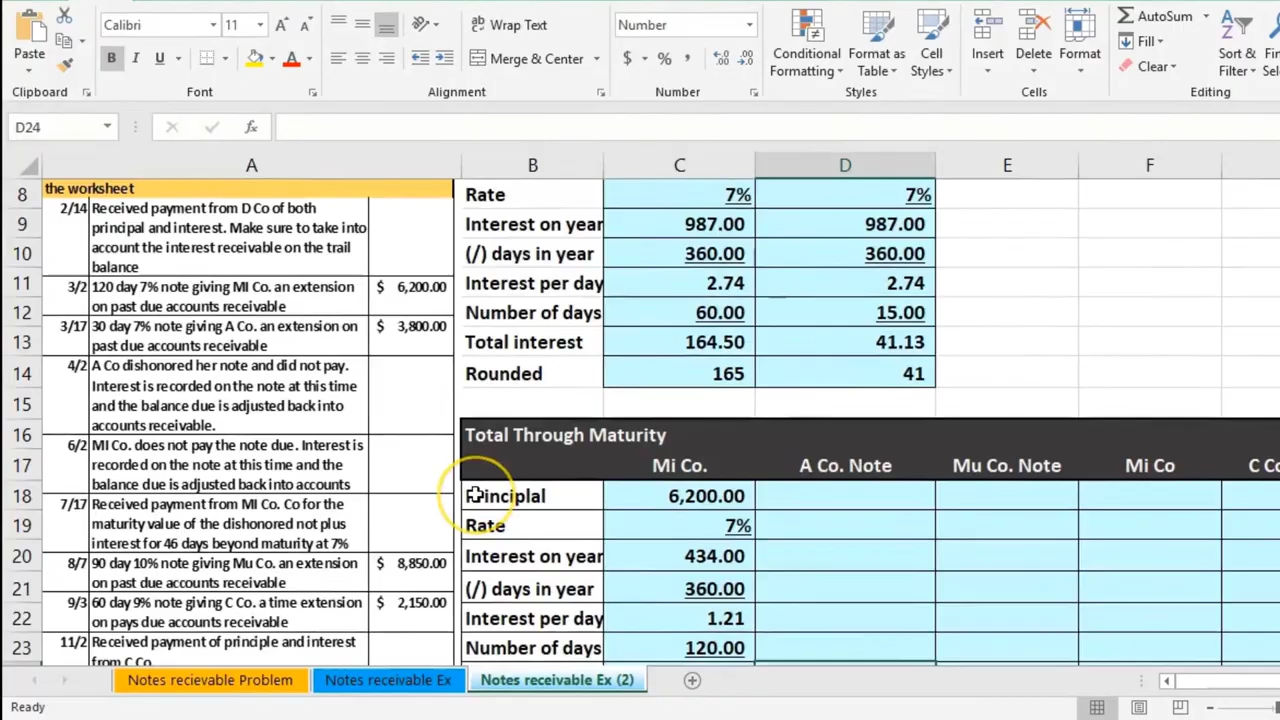 Calibri 11 Wrap Text Number AutoSum
Paste B I U Merge & Center $ % , Conditional Formatting Format as Table Cell Styles Insert Delete Format Fill Clear Sort & Filter
Clipboard Font Alignment Number Styles Cells Editing
D24 fx
A B C D E F
the worksheet
2/14 Received payment from D Co of both
principal and interest. Make sure to take into
account the interest receivable on the trail
balance
3/2 120 day 7% note giving MI Co. an extension $ 6,200.00
on past due accounts receivable
3/17 30 day 7% note giving A Co. an extension on $ 3,800.00
past due accounts receivable
4/2 A Co dishonored her note and did not pay.
Interest is recorded on the note at this time
and the balance due is adjusted back into
accounts receivable.
6/2 MI Co. does not pay the note due. Interest is
recorded on the note at this time and the
balance due is adjusted back into accounts
7/17 Received payment from MI Co. Co for the
maturity value of the dishonored not plus
interest for 46 days beyond maturity at 7%
8/7 90 day 10% note giving Mu Co. an extension $ 8,850.00
on past due accounts receivable
9/3 60 day 9% note giving C Co. a time extension $ 2,150.00
on pays due accounts receivable
11/2 Received payment of principle and interest
from C Co.
8 Rate 7% 7%
9 Interest on year 987.00 987.00
10 (/) days in year 360.00 360.00
11 Interest per day 2.74 2.74
12 Number of days 60.00 15.00
13 Total interest 164.50 41.13
14 Rounded 165 41
15
16 Total Through Maturity
17 Mi Co. A Co. Note Mu Co. Note Mi Co C Co
18 Principlal 6,200.00
19 Rate 7%
20 Interest on year 434.00
21 (/) days in year 360.00
22 Interest per day 1.21
23 Number of days 120.00
Notes recievable Problem Notes receivable Ex Notes receivable Ex (2)
Ready